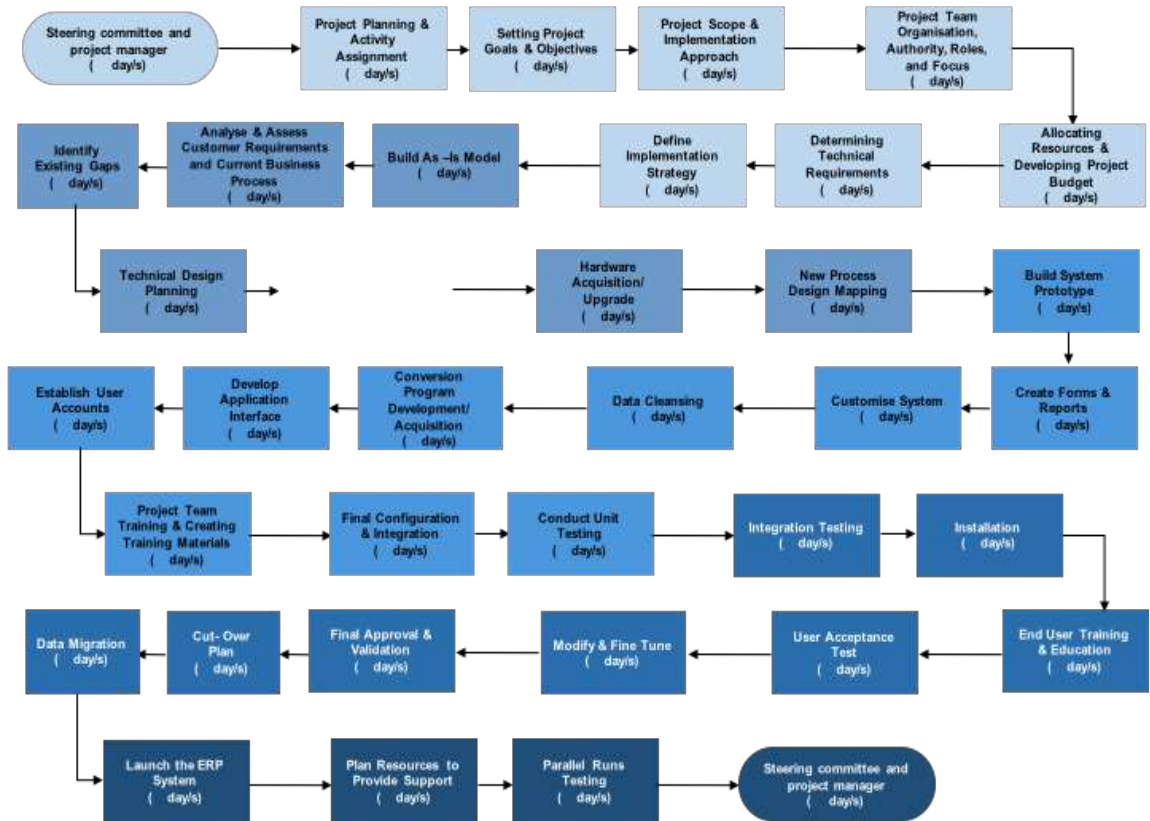 Steering committee and
project manager
( day/s)
Project Planning &
Activity
Assignment
( day/s)
Setting Project
Goals & Objectives
( day/s)
Project Scope &
Implementation
Approach
( day/s)
Project Team
Organisation,
Authority, Roles,
and Focus
( day/s)
Identify
Existing Gaps
( day/s)
Analyse & Assess
Customer Requirements
and Current Business
Process
( day/s)
Build As –Is Model
( day/s)
Define
Implementation
Strategy
( day/s)
Determining
Technical
Requirements
( day/s)
Allocating
Resources &
Developing Project
Budget
( day/s)
Technical Design
Planning
( day/s)
Hardware
Acquisition/
Upgrade
( day/s)
New Process
Design Mapping
( day/s)
Build System
Prototype
( day/s)
Establish User
Accounts
( day/s)
Develop
Application
Interface
( day/s)
Conversion
Program
Development/
Acquisition
( day/s)
Data Cleansing
( day/s)
Customise System
( day/s)
Create Forms &
Reports
( day/s)
Project Team
Training & Creating
Training Materials
( day/s)
Final Configuration
& Integration
( day/s)
Conduct Unit
Testing
( day/s)
Integration Testing
( day/s)
Installation
( day/s)
Data Migration
( day/s)
Cut- Over
Plan
( day/s)
Final Approval &
Validation
( day/s)
Modify & Fine Tune
( day/s)
User Acceptance
Test
( day/s)
End User Training
& Education
( day/s)
Launch the ERP
System
( day/s)
Plan Resources to
Provide Support
( day/s)
Parallel Runs
Testing
( day/s)
Steering committee and
project manager
( day/s)